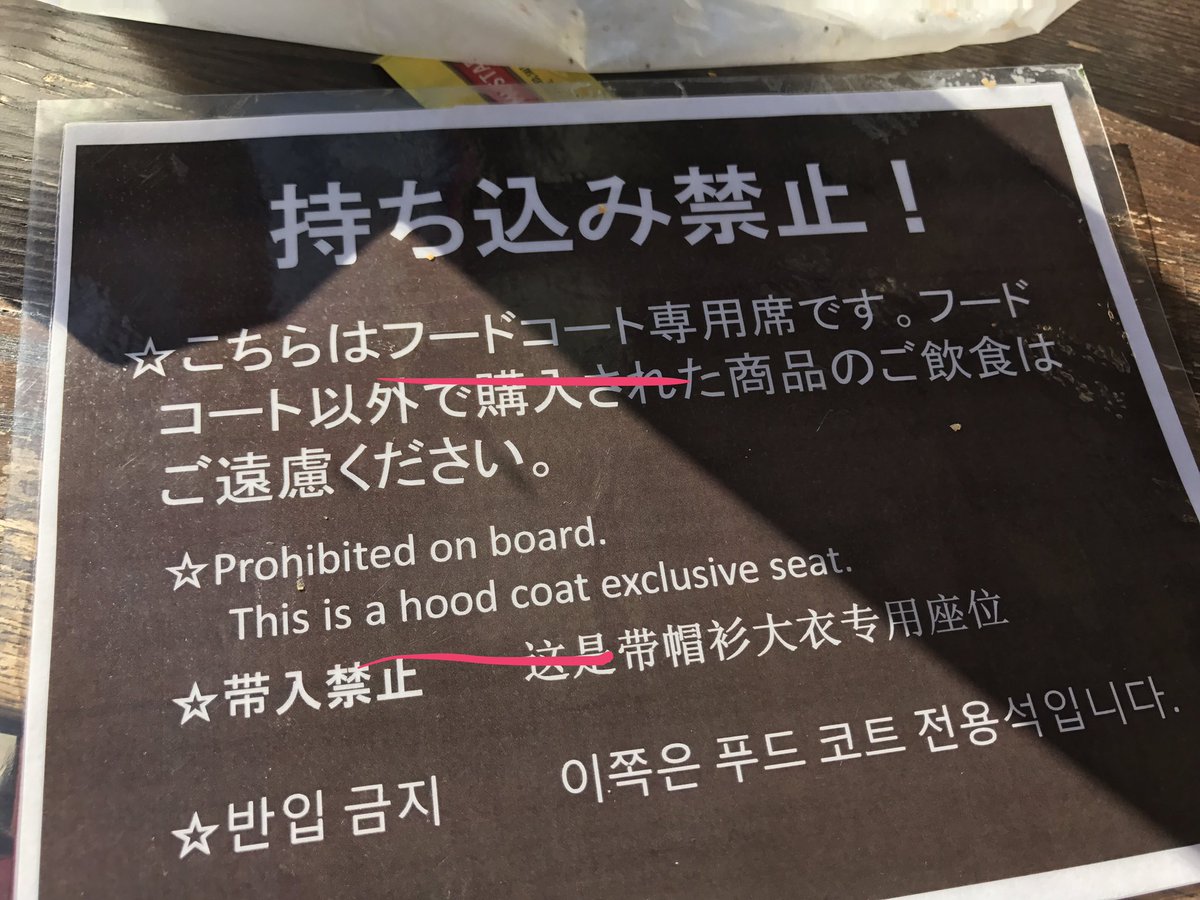 持ち込み禁止！
☆こちらはフードコート専用席です。フード
コート以外で購入された商品のご飲食は
ご遠慮ください。
☆Prohibited on board.
This is a hood coat exclusive seat.
☆带入禁止 这是带帽衫大衣专用座位
☆반입 금지 이쪽은 푸드 코트 전용석입니다.